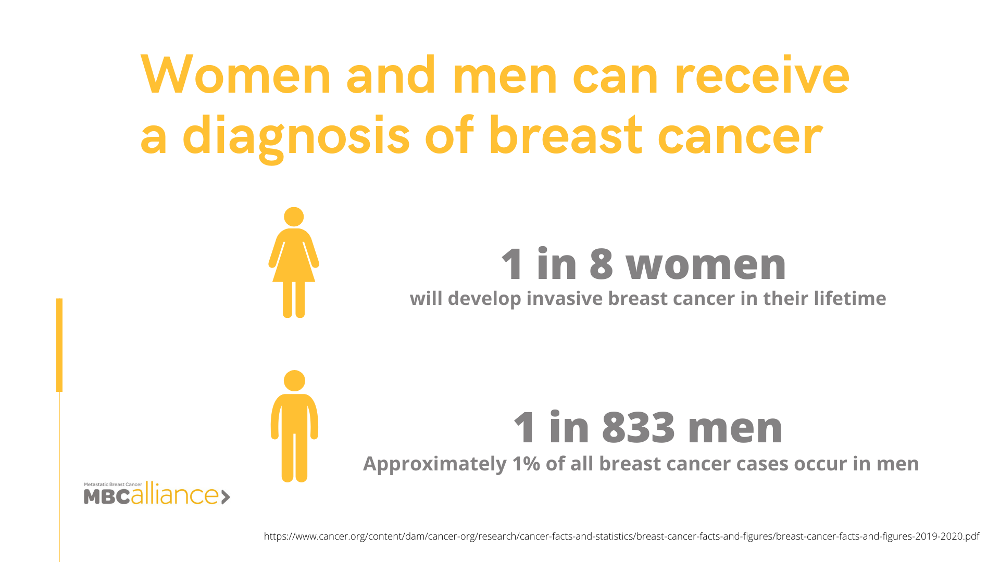 Women and men can receive
a diagnosis of breast cancer
1 in 8 women
will develop invasive breast cancer in their lifetime
1 in 833 men
Approximately 1% of all breast cancer cases occur in men
Metastatic Breast Cancer
MBCalliance
https://www.cancer.org/content/dam/cancer-org/research/cancer-facts-and-statistics/breast-cancer-facts-and-figures/breast-cancer-facts-and-figures-2019-2020.pdf